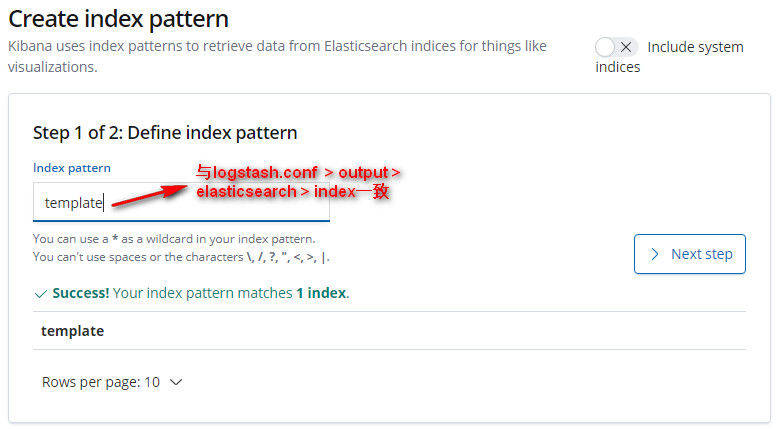 Create index pattern
Kibana uses index patterns to retrieve data from Elasticsearch indices for things like
visualizations.
Include system
indices
Step 1 of 2: Define index pattern
Index pattern
template
与logstash.conf > output >
elasticsearch > index一致
You can use a * as a wildcard in your index pattern.
You can't use spaces or the characters \, /, ?, ", <, >, |.
Next step
Success! Your index pattern matches 1 index.
template
Rows per page: 10